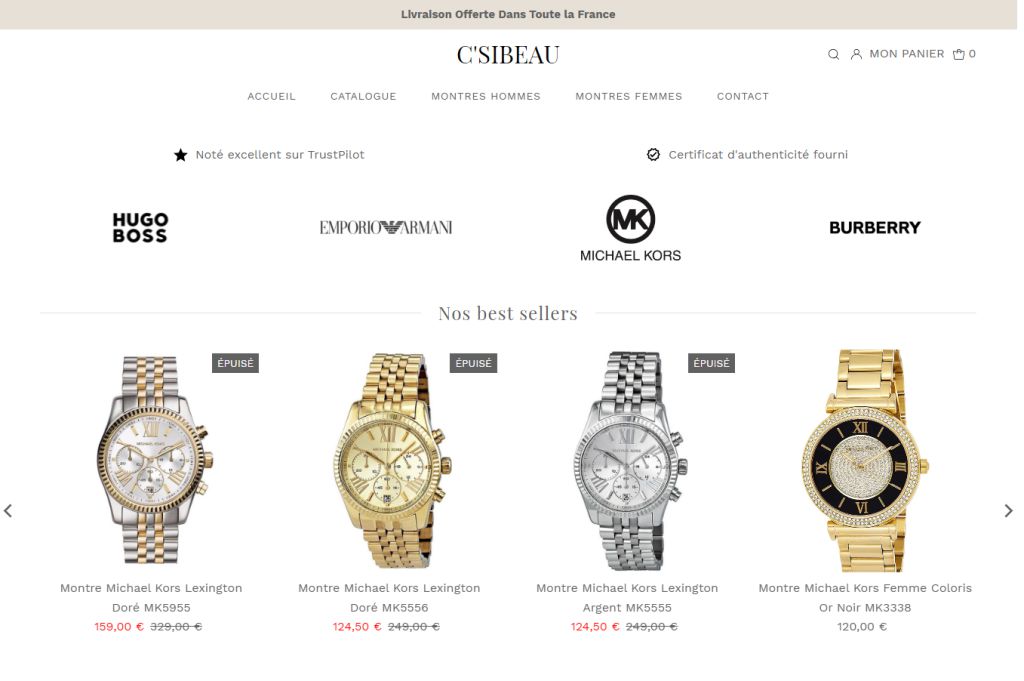 Livraison Offerte Dans Toute la France
C'SIBEAU
MON PANIER 0
ACCUEIL CATALOGUE MONTRES HOMMES MONTRES FEMMES CONTACT
Noté excellent sur TrustPilot Certificat d'authenticité fourni
HUGO
BOSS
EMPORIO ARMANI
MK
MICHAEL KORS
BURBERRY
Nos best sellers
ÉPUISÉ ÉPUISÉ ÉPUISÉ
Montre Michael Kors Lexington
Doré MK5955
159,00 € 329,00 €
Montre Michael Kors Lexington
Doré MK5556
124,50 € 249,00 €
Montre Michael Kors Lexington
Argent MK5555
124,50 € 249,00 €
Montre Michael Kors Femme Coloris
Or Noir MK3338
120,00 €